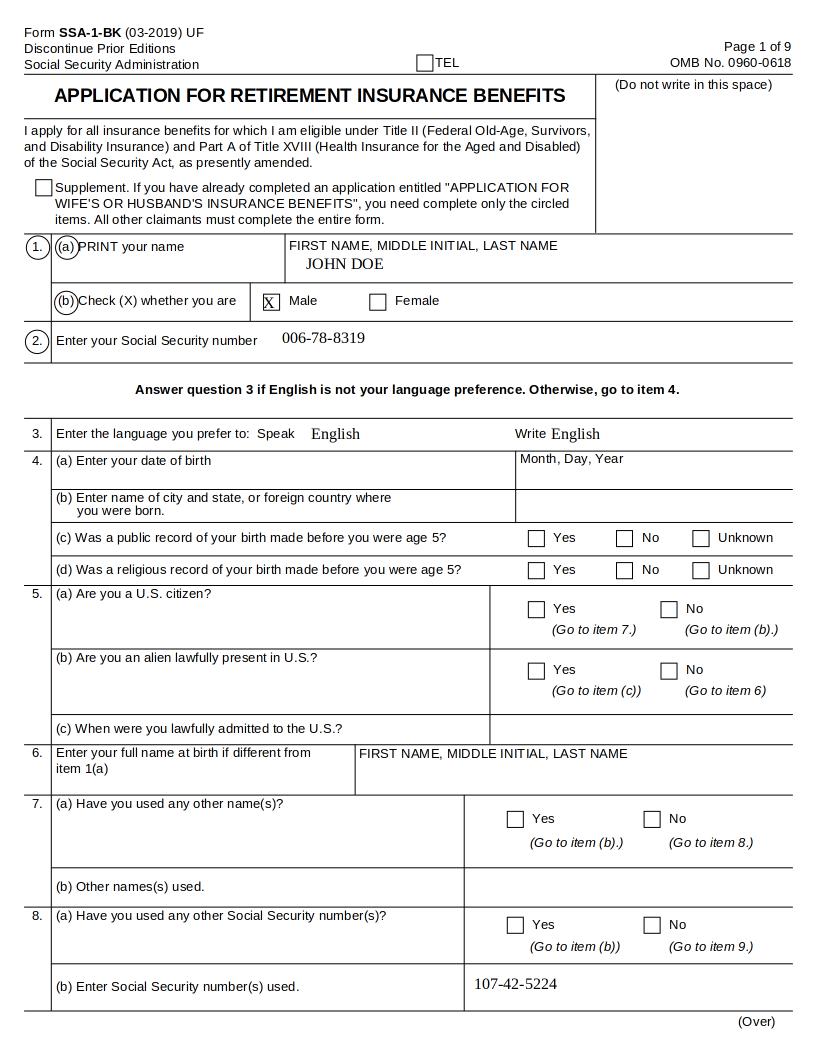 Form SSA-1-BK (03-2019) UF
Discontinue Prior Editions
Social Security Administration
TEL
Page 1 of 9
OMB No. 0960-0618
APPLICATION FOR RETIREMENT INSURANCE BENEFITS
(Do not write in this space)
I apply for all insurance benefits for which I am eligible under Title II (Federal Old-Age, Survivors,
and Disability Insurance) and Part A of Title XVIII (Health Insurance for the Aged and Disabled)
of the Social Security Act, as presently amended.
Supplement. If you have already completed an application entitled "APPLICATION FOR
WIFE'S OR HUSBAND'S INSURANCE BENEFITS", you need complete only the circled
items. All other claimants must complete the entire form.
1. (a) PRINT your name
FIRST NAME, MIDDLE INITIAL, LAST NAME
JOHN DOE
(b) Check (X) whether you are X Male Female
2. Enter your Social Security number 006-78-8319
Answer question 3 if English is not your language preference. Otherwise, go to item 4.
3. Enter the language you prefer to: Speak English Write English
4. (a) Enter your date of birth Month, Day, Year
(b) Enter name of city and state, or foreign country where
you were born.
(c) Was a public record of your birth made before you were age 5? Yes No Unknown
(d) Was a religious record of your birth made before you were age 5? Yes No Unknown
5. (a) Are you a U.S. citizen?
Yes No
(Go to item 7.) (Go to item (b).)
(b) Are you an alien lawfully present in U.S.?
Yes No
(Go to item (c)) (Go to item 6)
(c) When were you lawfully admitted to the U.S.?
6. Enter your full name at birth if different from
item 1(a)
FIRST NAME, MIDDLE INITIAL, LAST NAME
7. (a) Have you used any other name(s)?
Yes No
(Go to item (b).) (Go to item 8.)
(b) Other names(s) used.
8. (a) Have you used any other Social Security number(s)?
Yes No
(Go to item (b)) (Go to item 9.)
(b) Enter Social Security number(s) used. 107-42-5224
(Over)